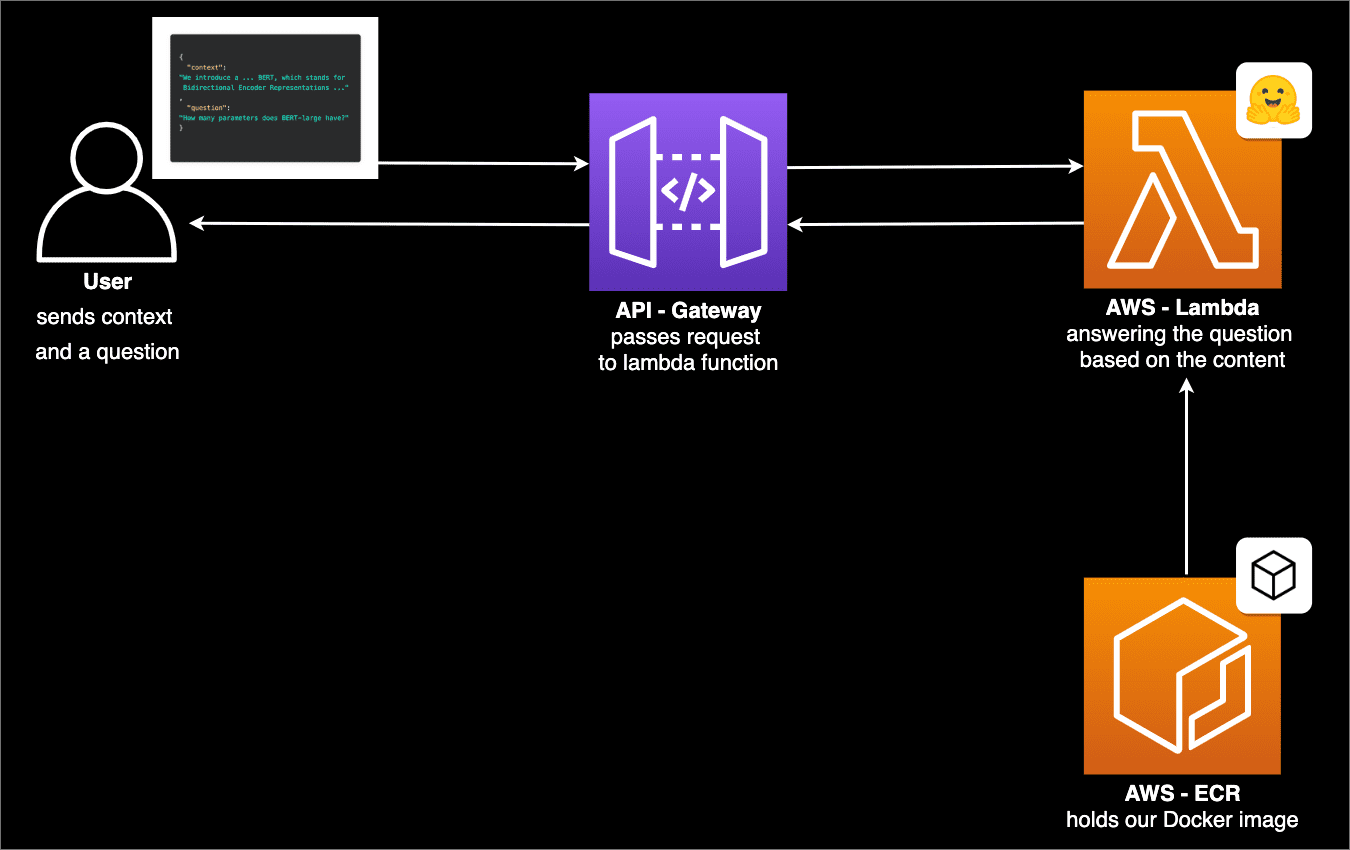 {
"context":
"We introduce a ... BERT, which stands for
Bidirectional Encoder Representations ..."
,
"question":
"How many parameters does BERT-large have?"
}
User
sends context
and a question
</>
API - Gateway
passes request
to lambda function
AWS - Lambda
answering the question
based on the content
AWS - ECR
holds our Docker image